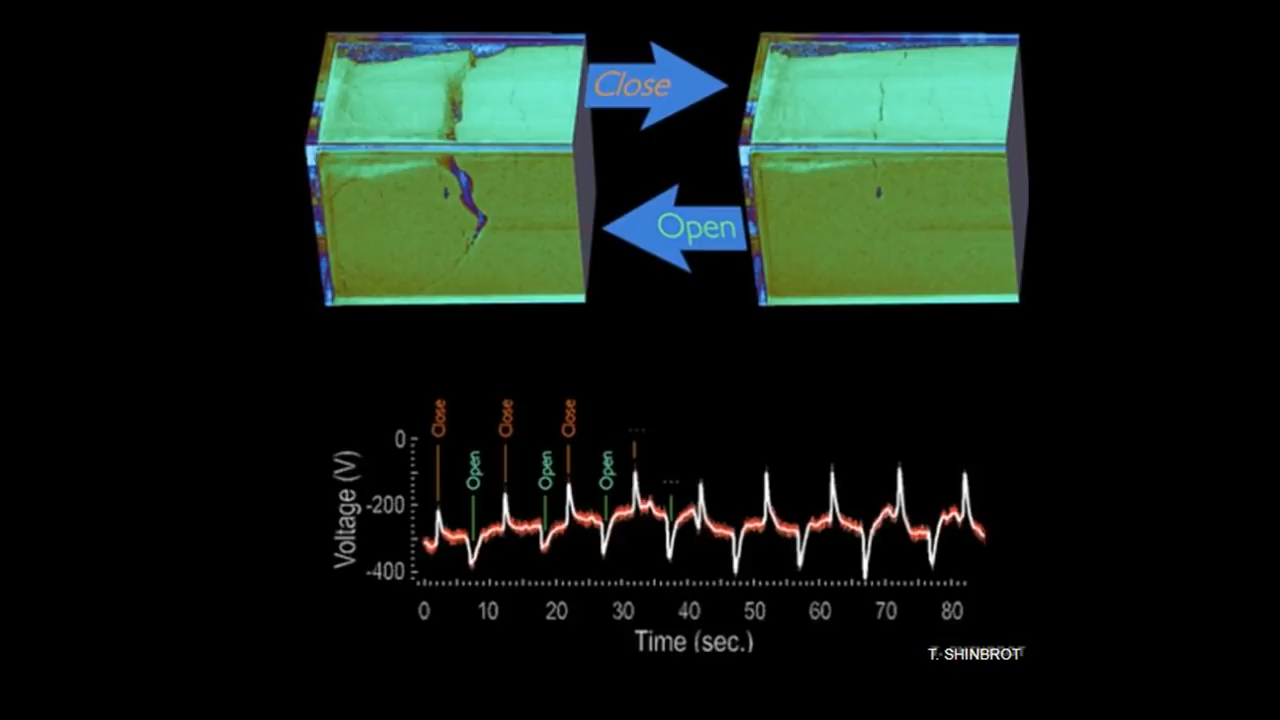 Close
Open
Close
Close
Close
...
Open
Open
Open
...
Voltage (V)
0
-200
-400
0 10 20 30 40 50 60 70 80
Time (sec.)
T. SHINBROT